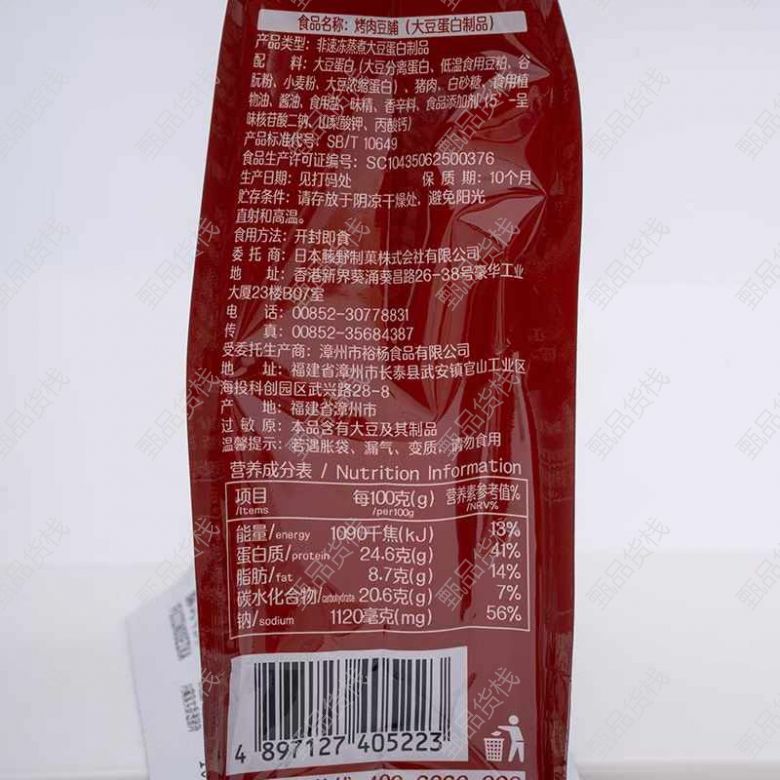 食品名称：烤肉豆脯（大豆蛋白制品）
产品类型：非速冻蒸煮大豆蛋白制品
配 料：大豆蛋白（大豆分离蛋白、低温食用豆粕、谷
朊粉、小麦粉、大豆浓缩蛋白）、猪肉、白砂糖、食用植
物油、酱油、食用盐、味精、香辛料、食品添加剂（5'-呈
味核苷酸二钠、山梨酸钾、丙酸钙）
产品标准代号：SB/T 10649
食品生产许可证编号：SC10435062500376
生产日期：见打码处 保 质 期：10个月
贮存条件：请存放于阴凉干燥处，避免阳光
直射和高温。
食用方法：开封即食
委 托 商：日本藤野制菓株式会社有限公司
地 址：香港新界葵涌葵昌路26-38号豪华工业
大厦23楼B07室
电 话：00852-30778831
传 真：00852-35684387
受委托生产商：漳州市裕杨食品有限公司
地 址：福建省漳州市长泰县武安镇官山工业区
海投科创园区武兴路28-8
产 地：福建省漳州市
过 敏 原：本品含有大豆及其制品
温馨提示：若遇胀袋、漏气、变质，请勿食用
营养成分表 / Nutrition Information
项目/Items 每100克(g)/per100g 营养素参考值%/NRV%
能量/energy 1090千焦(kJ) 13%
蛋白质/protein 24.6克(g) 41%
脂肪/fat 8.7克(g) 14%
碳水化合物/carbohydrate 20.6克(g) 7%
钠/sodium 1120毫克(mg) 56%
4 897127 405223
甄品货栈